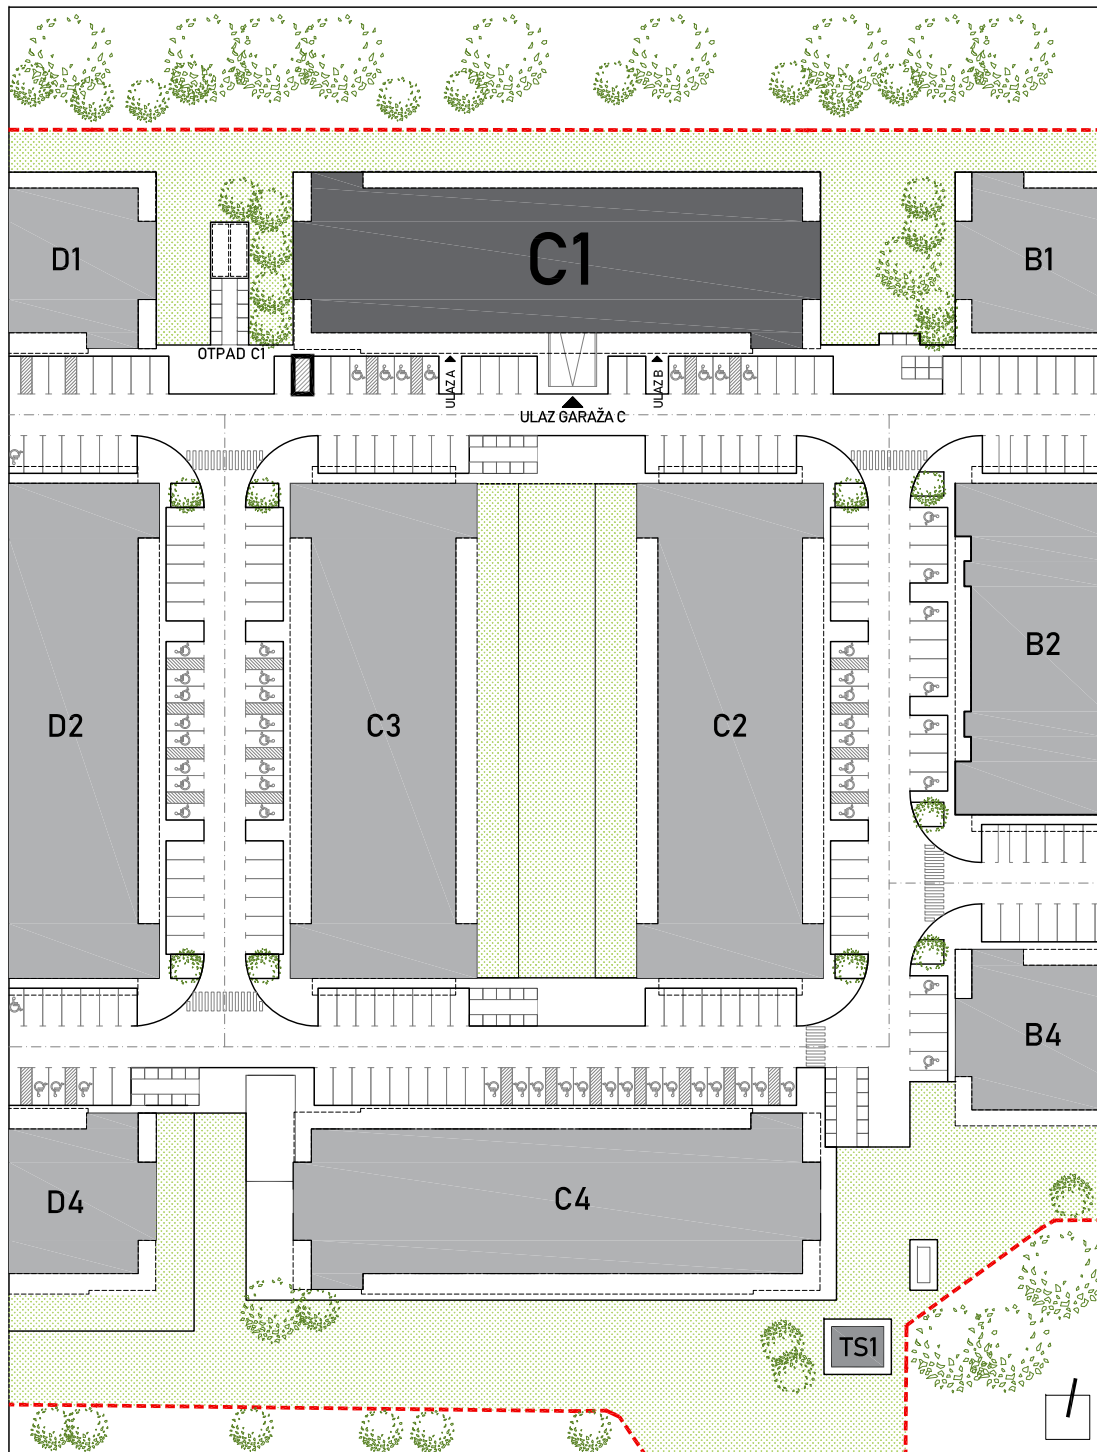 D1
C1
B1
OTPAD C1
ULAZ A
ULAZ B
ULAZ GARAŽA C
D2
C3
C2
B2
B4
D4
C4
TS1